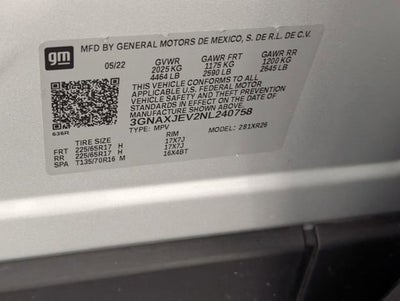 gm
MFD BY GENERAL MOTORS DE MEXICO, S. DE R.L. DE C.V.
05/22 GVWR GAWR FRT GAWR RR
2025 KG 1175 KG 1200 KG
4464 LB 2590 LB 2645 LB
THIS VEHICLE CONFORMS TO ALL
APPLICABLE U.S. FEDERAL MOTOR
VEHICLE SAFETY STANDARDS IN
EFFECT ON THE DATE OF
MANUFACTURE SHOWN ABOVE.
3GNAXJEV2NL240758
TYPE: MPV MODEL: 281XR26
636R
TIRE SIZE RIM
FRT 225/65R17 H 17X7J
RR 225/65R17 H 17X7J
SPA T135/70R16 M 16X4BT